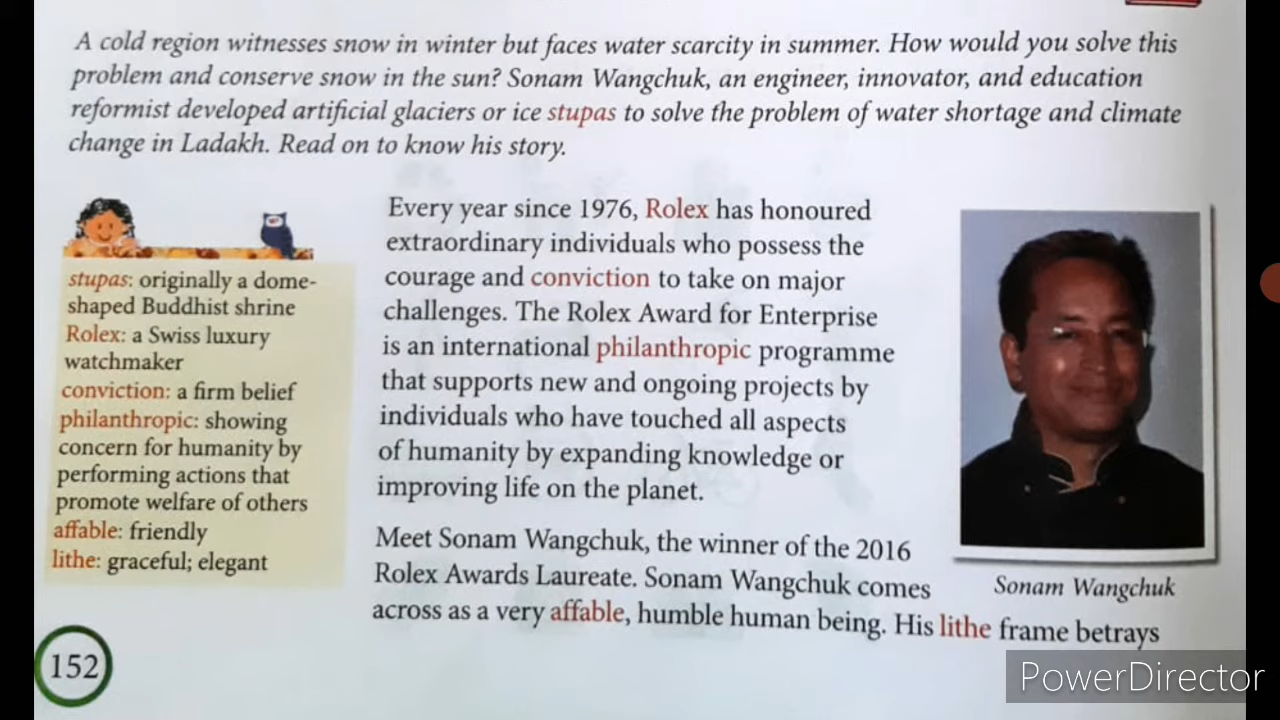 A cold region witnesses snow in winter but faces water scarcity in summer. How would you solve this
problem and conserve snow in the sun? Sonam Wangchuk, an engineer, innovator, and education
reformist developed artificial glaciers or ice stupas to solve the problem of water shortage and climate
change in Ladakh. Read on to know his story.
stupas: originally a dome-
shaped Buddhist shrine
Rolex: a Swiss luxury
watchmaker
conviction: a firm belief
philanthropic: showing
concern for humanity by
performing actions that
promote welfare of others
affable: friendly
lithe: graceful; elegant
Every year since 1976, Rolex has honoured
extraordinary individuals who possess the
courage and conviction to take on major
challenges. The Rolex Award for Enterprise
is an international philanthropic programme
that supports new and ongoing projects by
individuals who have touched all aspects
of humanity by expanding knowledge or
improving life on the planet.
Meet Sonam Wangchuk, the winner of the 2016
Rolex Awards Laureate. Sonam Wangchuk comes
across as a very affable, humble human being. His lithe frame betrays
Sonam Wangchuk
152
PowerDirector